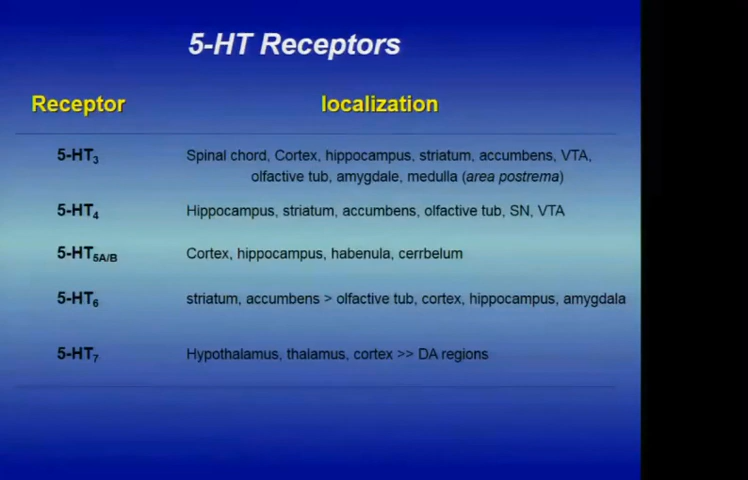 5-HT Receptors
Receptor localization
5-HT3 Spinal chord, Cortex, hippocampus, striatum, accumbens, VTA,
olfactive tub, amygdale, medulla (area postrema)
5-HT4 Hippocampus, striatum, accumbens, olfactive tub, SN, VTA
5-HT5A/B Cortex, hippocampus, habenula, cerrbelum
5-HT6 striatum, accumbens > olfactive tub, cortex, hippocampus, amygdala
5-HT7 Hypothalamus, thalamus, cortex >> DA regions